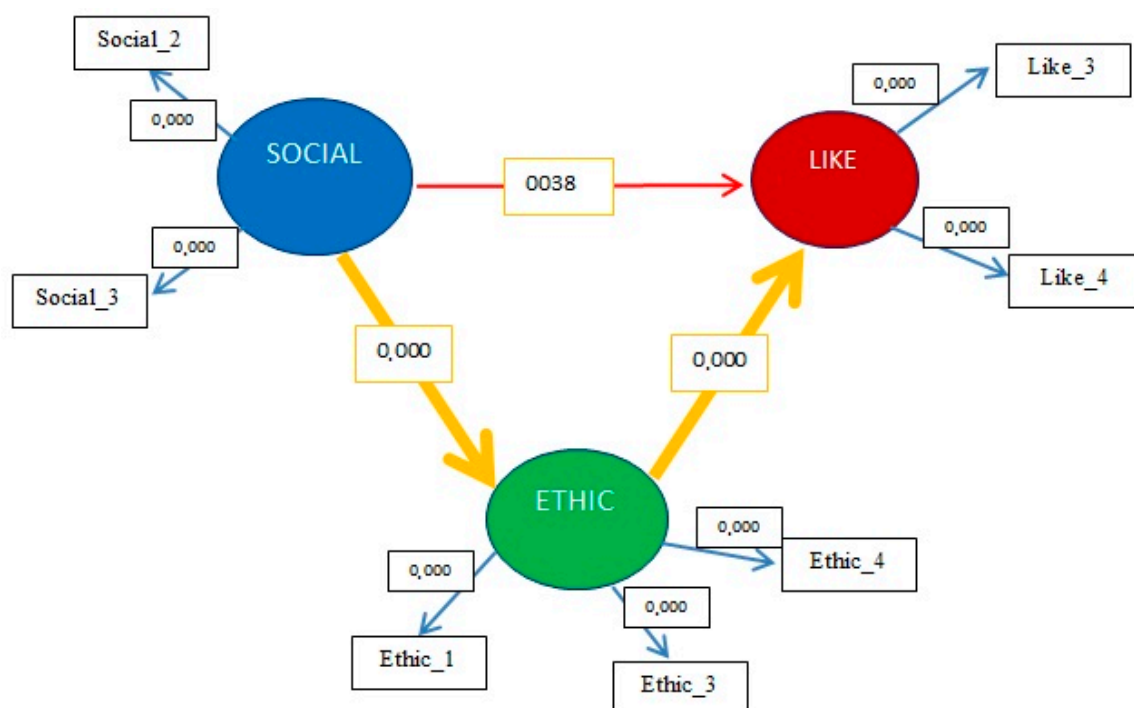 Social_2
0,000
SOCIAL
0,000
Social_3
0038
LIKE
0,000
Like_3
0,000
Like_4
0,000
0,000
ETHIC
0,000
Ethic_4
0,000
Ethic_1
0,000
Ethic_3